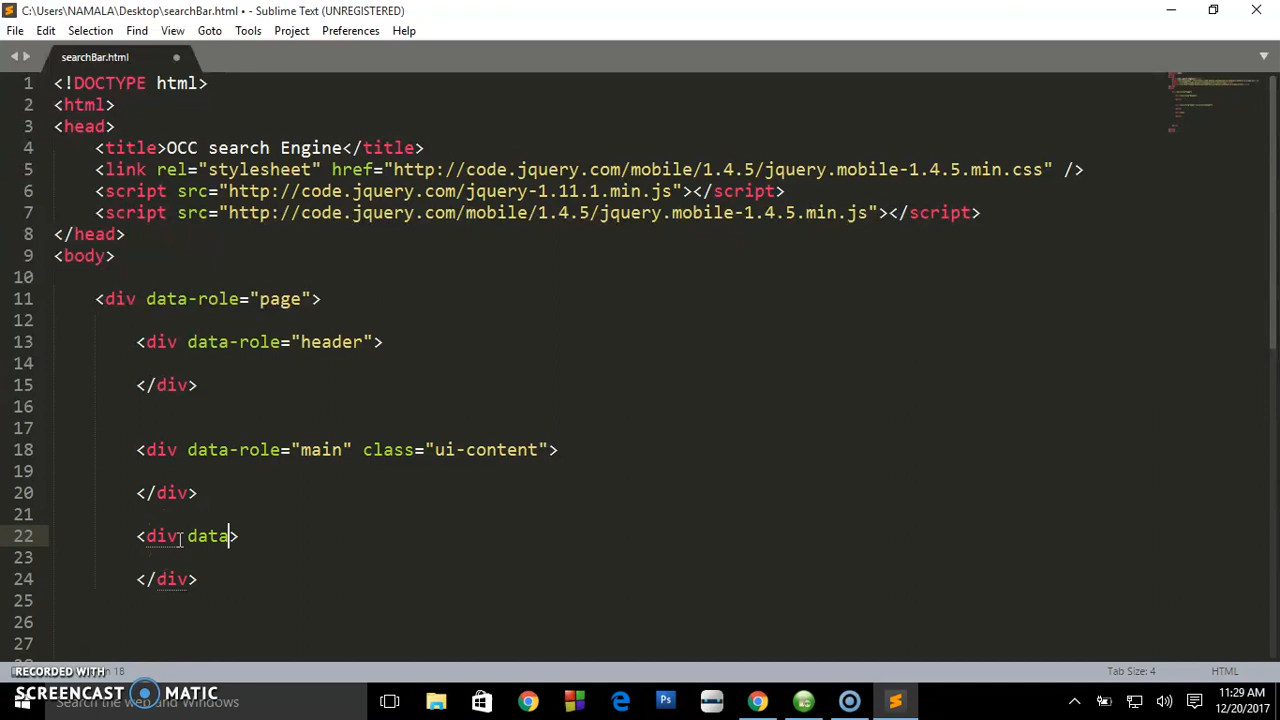 C:\Users\NAMALA\Desktop\searchBar.html • - Sublime Text (UNREGISTERED)
File Edit Selection Find View Goto Tools Project Preferences Help
searchBar.html
1 <!DOCTYPE html>
2 <html>
3 <head>
4 <title>OCC search Engine</title>
5 <link rel="stylesheet" href="http://code.jquery.com/mobile/1.4.5/jquery.mobile-1.4.5.min.css" />
6 <script src="http://code.jquery.com/jquery-1.11.1.min.js"></script>
7 <script src="http://code.jquery.com/mobile/1.4.5/jquery.mobile-1.4.5.min.js"></script>
8 </head>
9 <body>
10
11 <div data-role="page">
12
13 <div data-role="header">
14
15 </div>
16
17
18 <div data-role="main" class="ui-content">
19
20 </div>
21
22 <div data>
23
24 </div>
25
26
27
18 Tab Size: 4 HTML
RECORDED WITH
SCREENCAST MATIC
Search the web and Windows
Ps
11:29 AM
12/20/2017